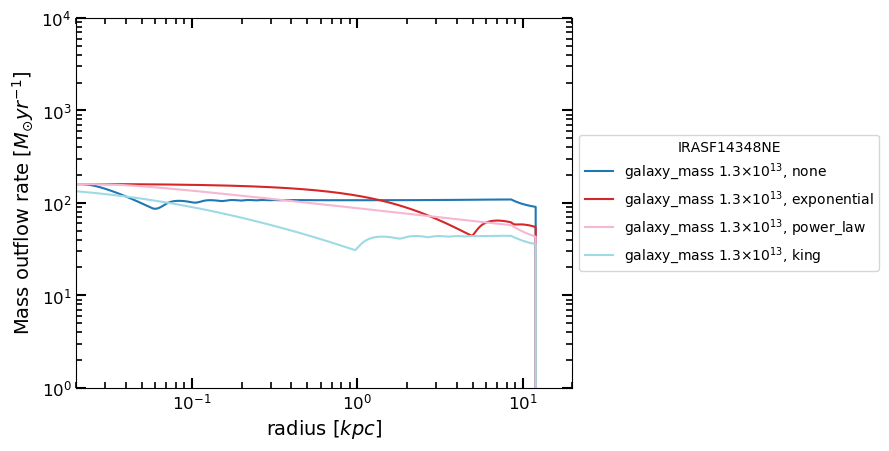 Mass outflow rate [$M_{\odot}yr^{-1}$]
$10^4$
$10^3$
$10^2$
$10^1$
$10^0$
$10^{-1}$ $10^0$ $10^1$
radius [$kpc$]
IRASF14348NE
galaxy_mass 1.3×$10^{13}$, none
galaxy_mass 1.3×$10^{13}$, exponential
galaxy_mass 1.3×$10^{13}$, power_law
galaxy_mass 1.3×$10^{13}$, king